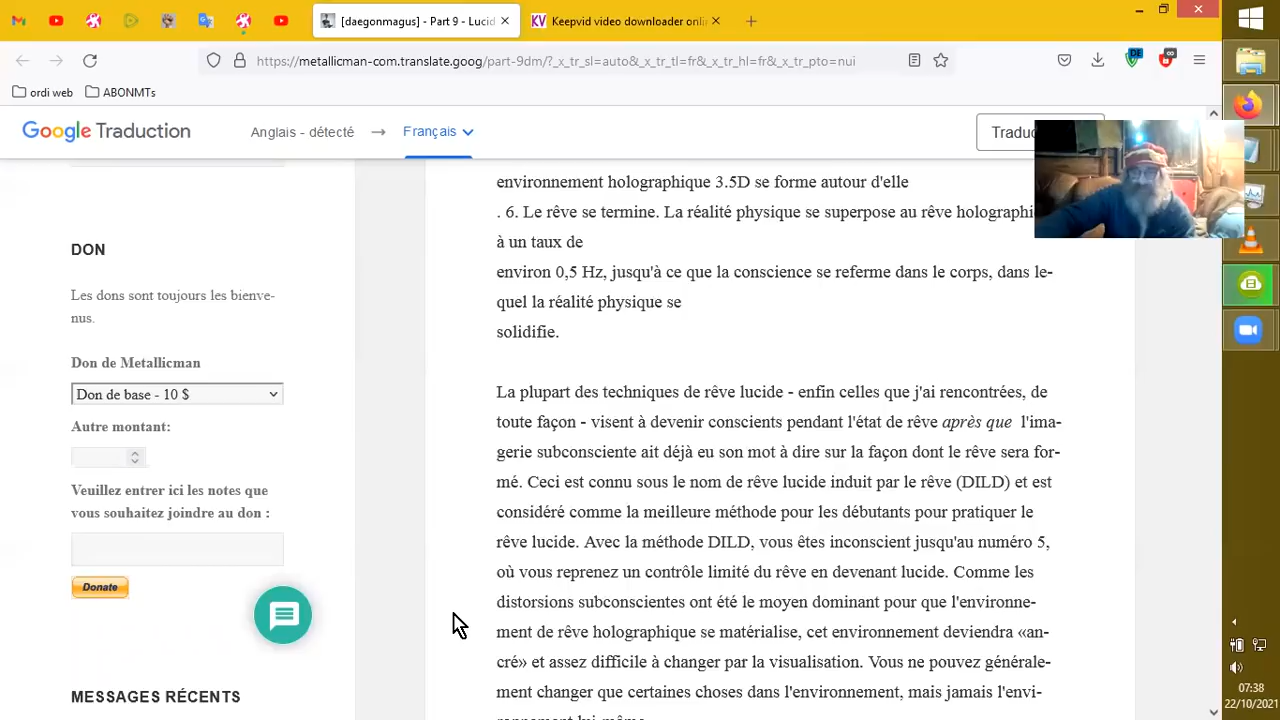 [daegonmagus] - Part 9 - Lucid
Keepvid video downloader onli
https://metallicman-com.translate.goog/part-9dm/?_x_tr_sl=auto&_x_tr_tl=fr&_x_tr_hl=fr&_x_tr_pto=nui
DE
ordi web
ABONMTs
Google Traduction
Anglais - détecté
Français
DON
Les dons sont toujours les bienve-
nus.
Don de Metallicman
Don de base - 10 $
Autre montant:
Veuillez entrer ici les notes que
vous souhaitez joindre au don :
Donate
MESSAGES RÉCENTS
environnement holographique 3.5D se forme autour d'elle
. 6. Le rêve se termine. La réalité physique se superpose au rêve holographi
à un taux de
environ 0,5 Hz, jusqu'à ce que la conscience se referme dans le corps, dans le-
quel la réalité physique se
solidifie.
La plupart des techniques de rêve lucide - enfin celles que j'ai rencontrées, de
toute façon - visent à devenir conscients pendant l'état de rêve après que l'ima-
gerie subconsciente ait déjà eu son mot à dire sur la façon dont le rêve sera for-
mé. Ceci est connu sous le nom de rêve lucide induit par le rêve (DILD) et est
considéré comme la meilleure méthode pour les débutants pour pratiquer le
rêve lucide. Avec la méthode DILD, vous êtes inconscient jusqu'au numéro 5,
où vous reprenez un contrôle limité du rêve en devenant lucide. Comme les
distorsions subconscientes ont été le moyen dominant pour que l'environne-
ment de rêve holographique se matérialise, cet environnement deviendra «an-
cré» et assez difficile à changer par la visualisation. Vous ne pouvez générale-
ment changer que certaines choses dans l'environnement, mais jamais l'envi-
ronnement lui même
Traduc
07:38
22/10/2021